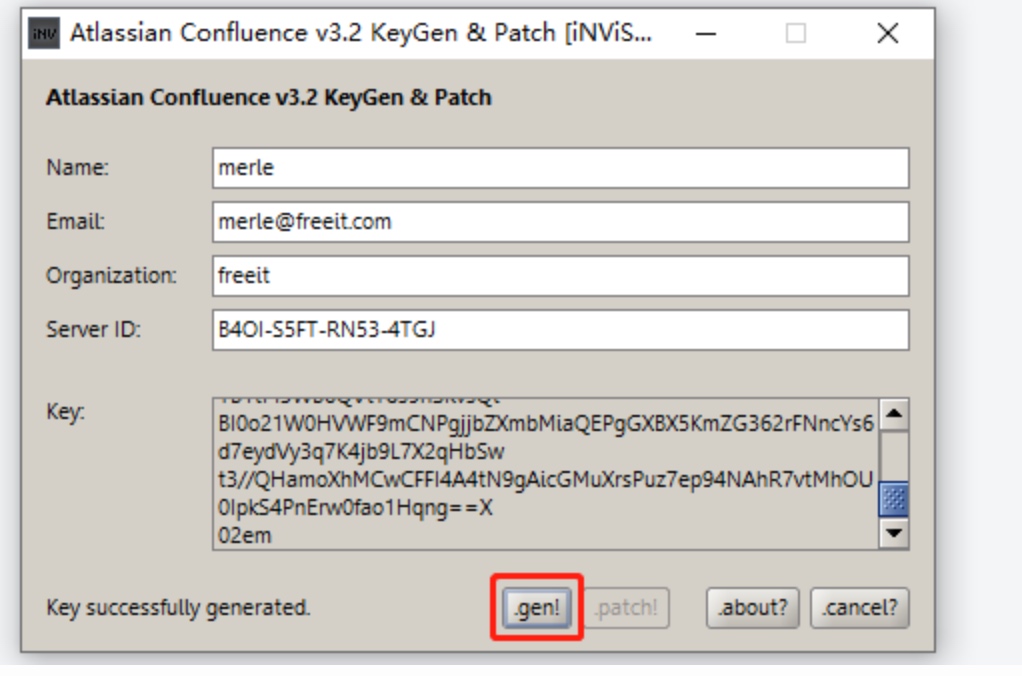 iNV Atlassian Confluence v3.2 KeyGen & Patch [iNViS...
Atlassian Confluence v3.2 KeyGen & Patch
Name: merle
Email: merle@freeit.com
Organization: freeit
Server ID: B4OI-S5FT-RN53-4TGJ
Key:
BI0o21W0HVWF9mCNPgjjbZXmbMiaQEPgGXBX5KmZG362rFNncYs6
d7eydVy3q7K4jb9L7X2qHbSw
t3//QHamoXhMCwCFFI4A4tN9gAicGMuXrsPuz7ep94NAhR7vtMhOU
0IpkS4PnErw0fao1Hqng==X
02em
Key successfully generated. .gen! .patch! .about? .cancel?